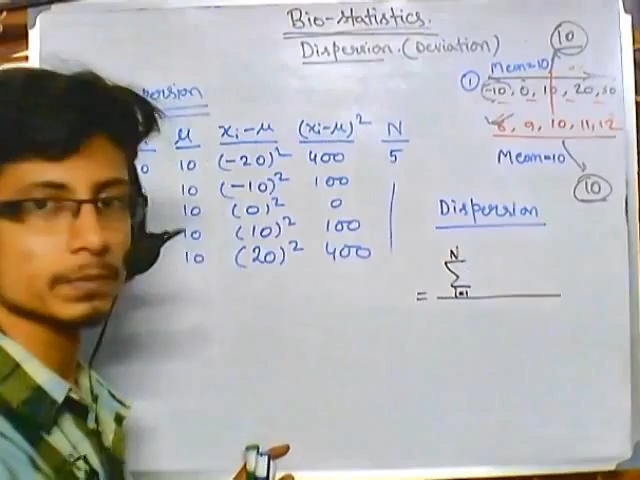 Bio-statistics.
Dispersion. (Deviation)
10
Mean=10
① -10, 0, 10, 20, 30
8, 9, 10, 11, 12
Mean=10
10
μ xi-μ (xi-μ)² N
0 10 (-20)² 400 5
10 (-10)² 100
10 (0)² 0
10 (10)² 100
10 (20)² 400
Dispersion
N
= Σ